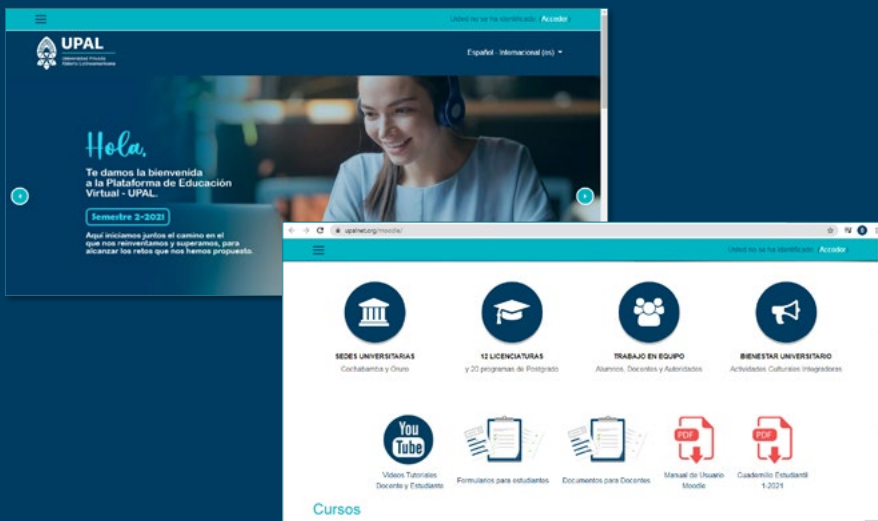 Usted no se ha identificado. (Acceder)
UPAL
Universidad Privada
Abierta Latinoamericana
Español - Internacional (es)
Hola,
Te damos la bienvenida
a la Plataforma de Educación
Virtual - UPAL.
Semestre 2-2021
Aquí iniciamos juntos el camino en el
que nos reinventamos y superamos, para
alcanzar los retos que nos hemos propuesto.
upalnet.org/moodle/
Usted no se ha identificado. (Acceder)
SEDES UNIVERSITARIAS
Cochabamba y Oruro
12 LICENCIATURAS
y 20 programas de Postgrado
TRABAJO EN EQUIPO
Alumnos, Docentes y Autoridades
BIENESTAR UNIVERSITARIO
Actividades Culturales Integradoras
You
Tube
Videos Tutoriales
Docente y Estudiante
Formularios para estudiantes
Documentos para Docentes
PDF
Manual de Usuario
Moodle
PDF
Cuadernillo Estudiantil
1-2021
Cursos